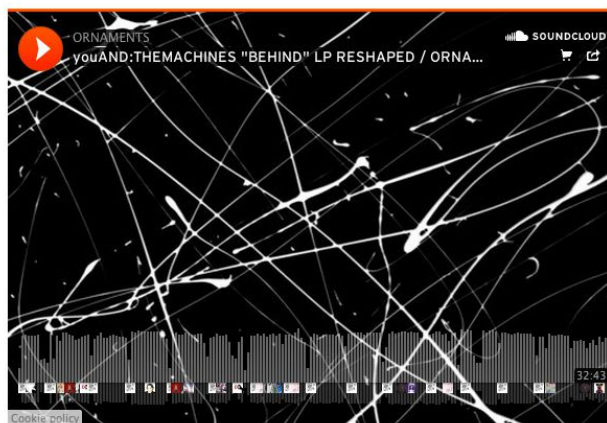 ORNAMENTS
SOUNDCLOUD
youAND:THEMACHINES "BEHIND" LP RESHAPED / ORNA...
32:43
Cookie policy